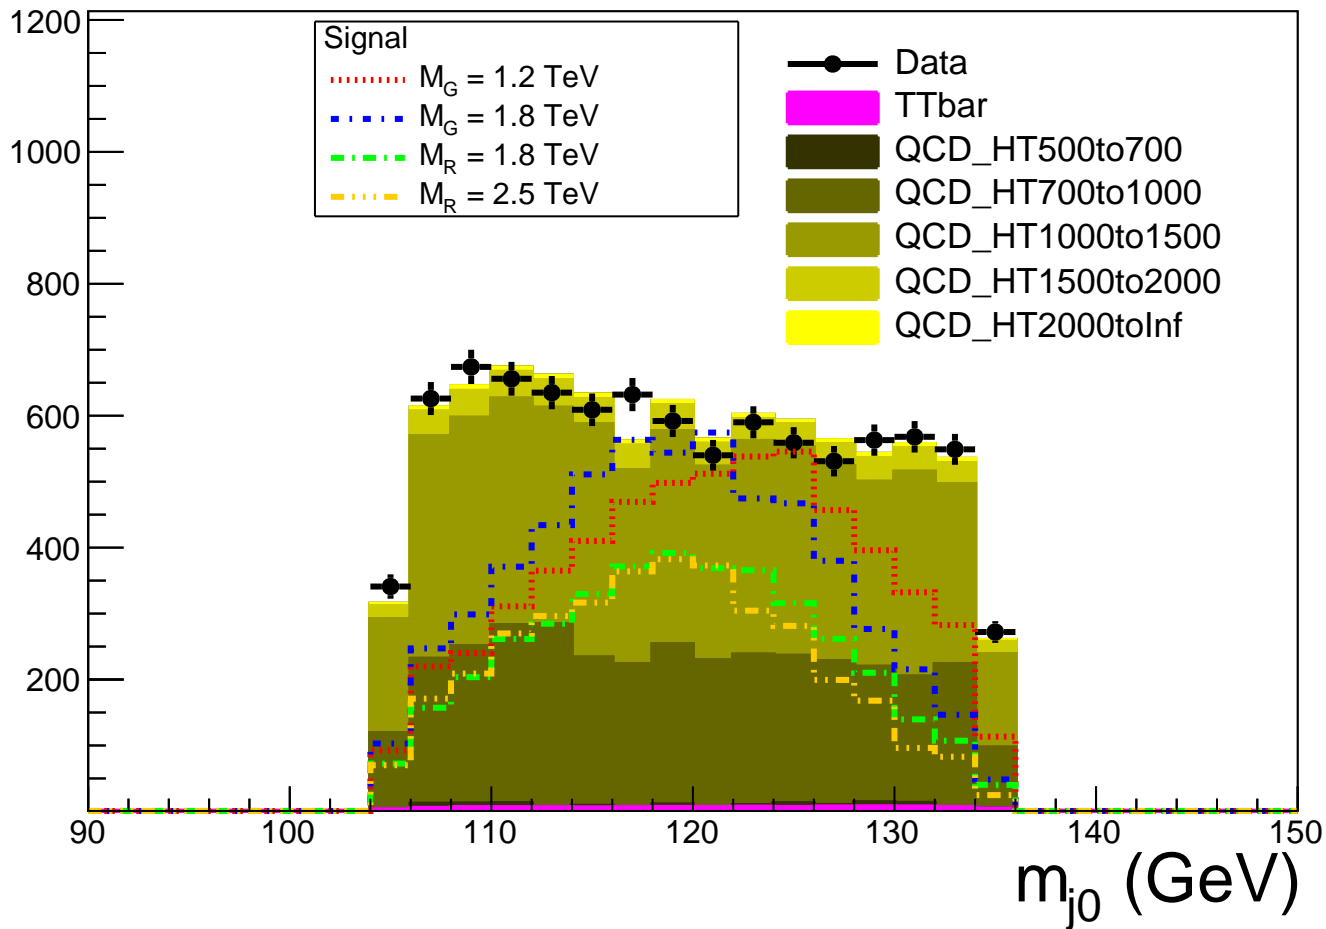 1200
1000
800
600
400
200
Signal
M_G = 1.2 TeV
M_G = 1.8 TeV
M_R = 1.8 TeV
M_R = 2.5 TeV
Data
TTbar
QCD_HT500to700
QCD_HT700to1000
QCD_HT1000to1500
QCD_HT1500to2000
QCD_HT2000toInf
90 100 110 120 130 140 150
m_j0 (GeV)